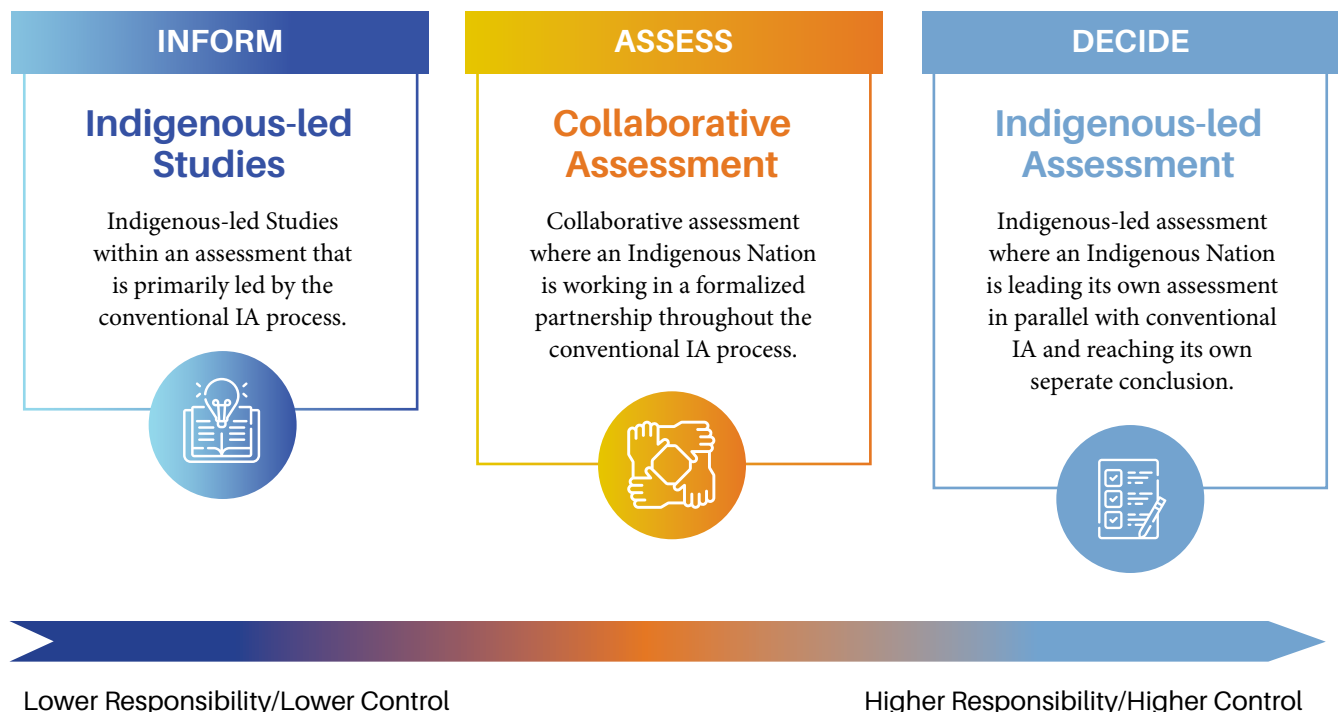 INFORM
Indigenous-led
Studies
Indigenous-led Studies
within an assessment that
is primarily led by the
conventional IA process.
ASSESS
Collaborative
Assessment
Collaborative assessment
where an Indigenous Nation
is working in a formalized
partnership throughout the
conventional IA process.
DECIDE
Indigenous-led
Assessment
Indigenous-led assessment
where an Indigenous Nation
is leading its own assessment
in parallel with conventional
IA and reaching its own
seperate conclusion.
Lower Responsibility/Lower Control
Higher Responsibility/Higher Control